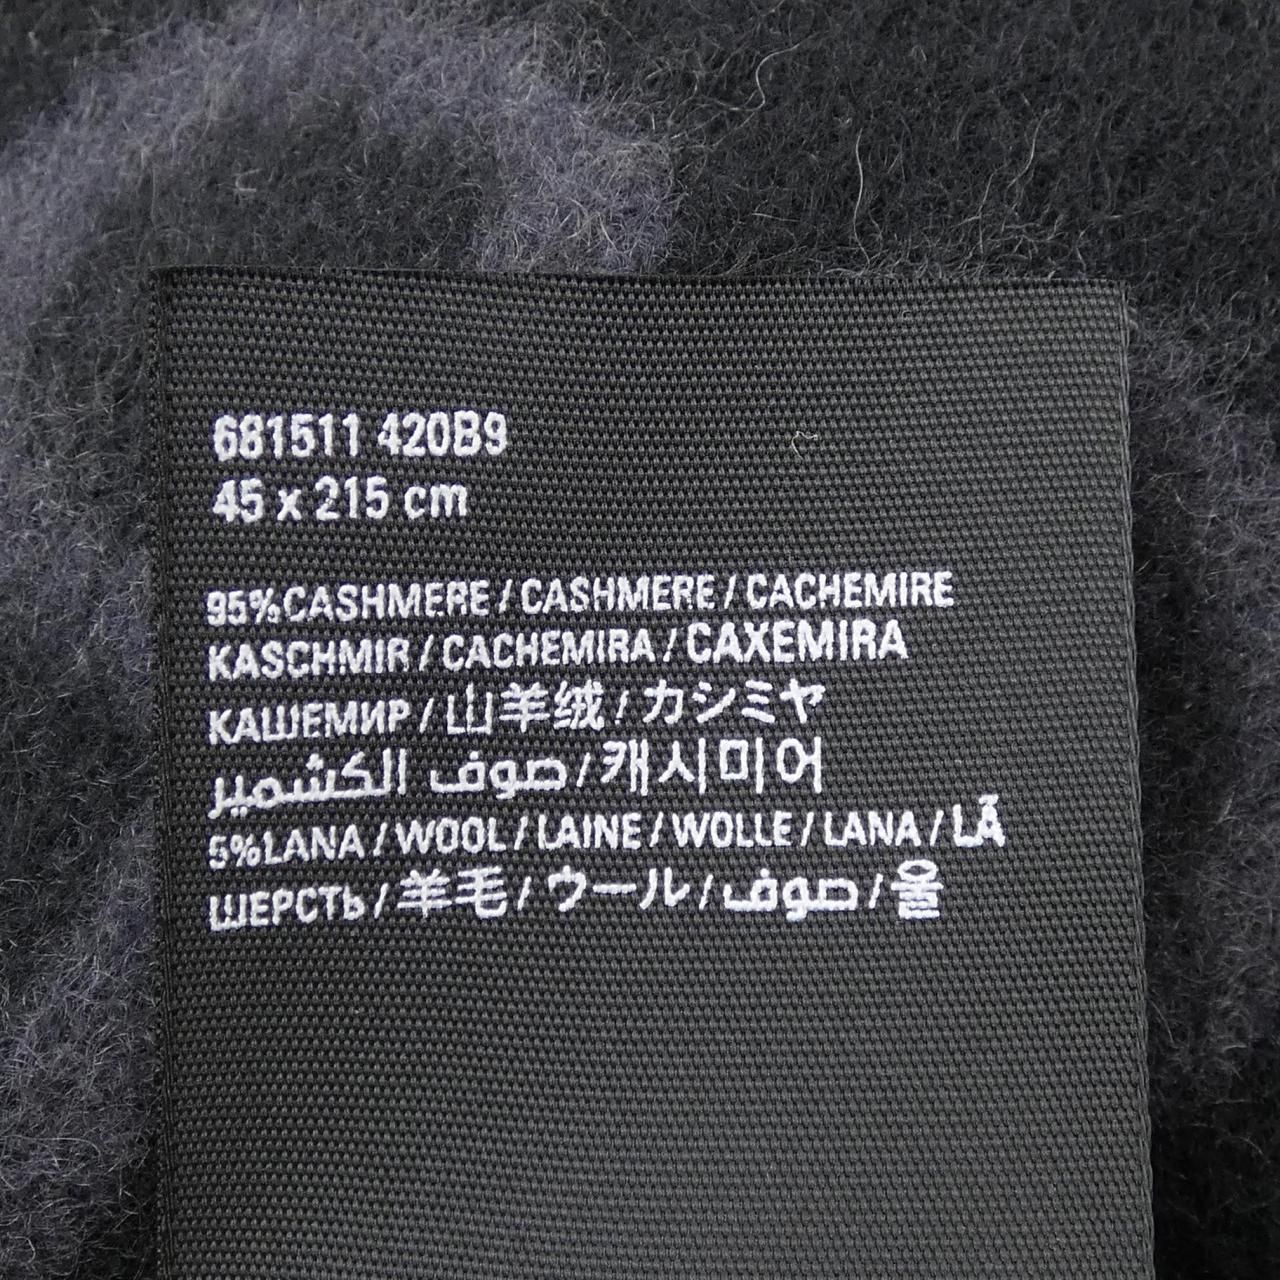 681511 420B9
45 x 215 cm
95%CASHMERE / CASHMERE / CACHEMIRE
KASCHMIR / CACHEMIRA / CAXEMIRA
КАШЕМИР / 山羊绒 / カシミヤ
صوف الكشمير / 캐시미어
5%LANA / WOOL / LAINE / WOLLE / LANA / LÃ
ШЕРСТЬ / 羊毛 / ウール / صوف / 울